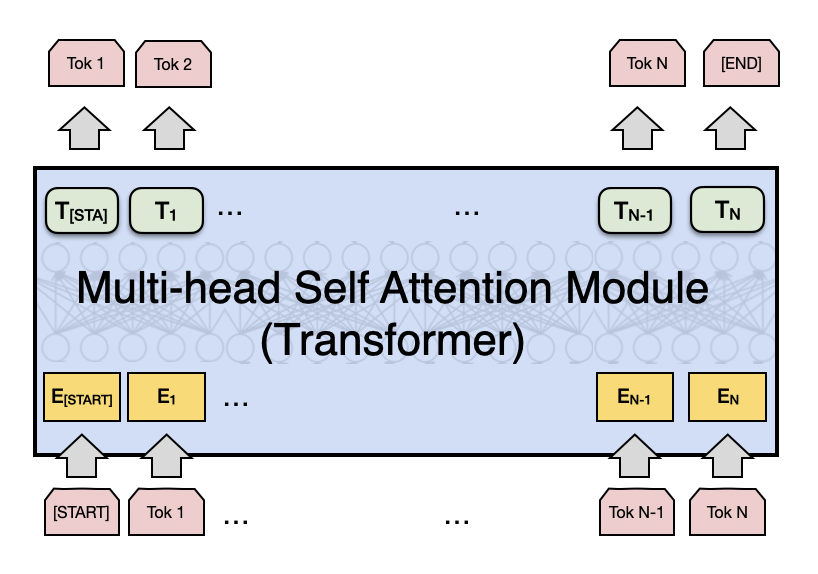 Tok 1 Tok 2 Tok N [END]
T[STA] T1 ... ... TN-1 TN
Multi-head Self Attention Module
(Transformer)
E[START] E1 ... EN-1 EN
[START] Tok 1 ... ... Tok N-1 Tok N